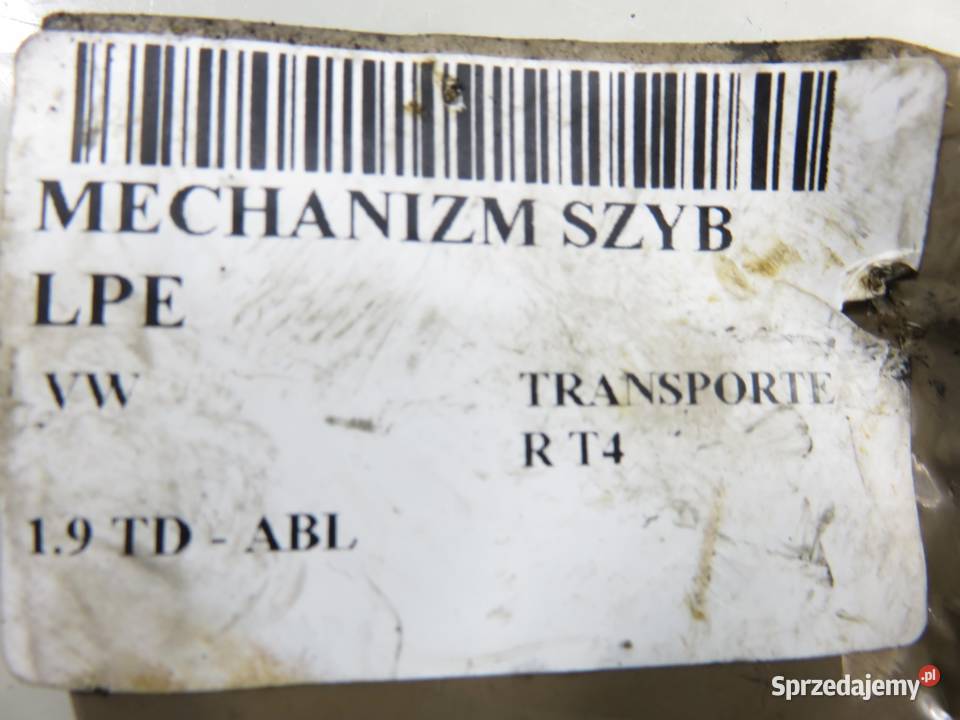 MECHANIZM SZYB
LPE
VW TRANSPORTE
R T4
1.9 TD - ABL
Sprzedajemy.pl